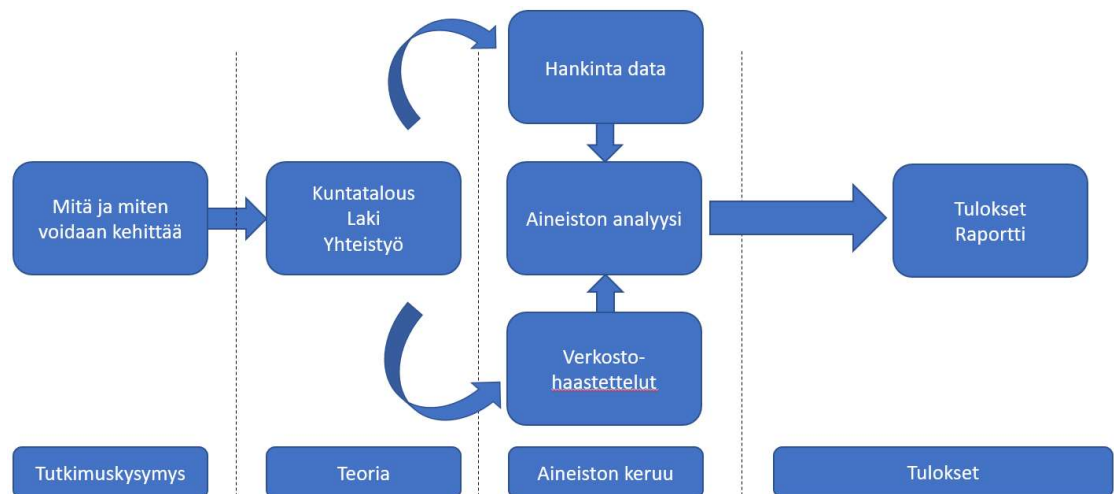 Hankinta data
Mitä ja miten
voidaan kehittää
Kuntatalous
Laki
Yhteistyö
Aineiston analyysi
Tulokset
Raportti
Verkosto-
haastettelut
Tutkimuskysymys
Teoria
Aineiston keruu
Tulokset